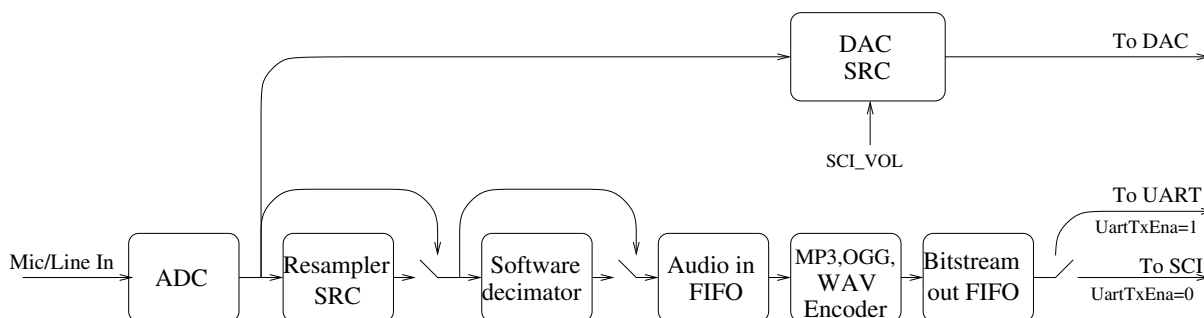 DAC
SRC
To DAC
SCI_VOL
To UART
UartTxEna=1
Mic/Line In
ADC
Resampler
SRC
Software
decimator
Audio in
FIFO
MP3,OGG,
WAV
Encoder
Bitstream
out FIFO
To SCI
UartTxEna=0